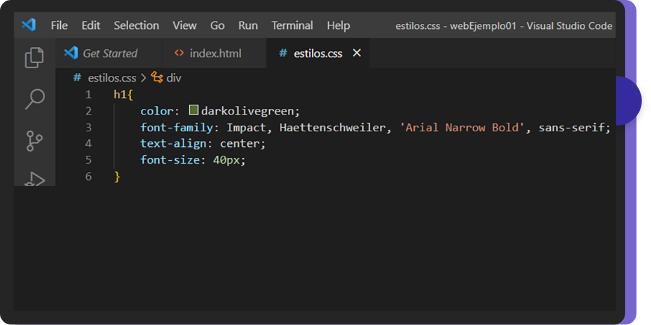 File Edit Selection View Go Run Terminal Help estilos.css - webEjemplo01 - Visual Studio Code
Get Started <> index.html # estilos.css ×
# estilos.css > div
1 h1{
2 color: darkolivegreen;
3 font-family: Impact, Haettenschweiler, 'Arial Narrow Bold', sans-serif;
4 text-align: center;
5 font-size: 40px;
6 }